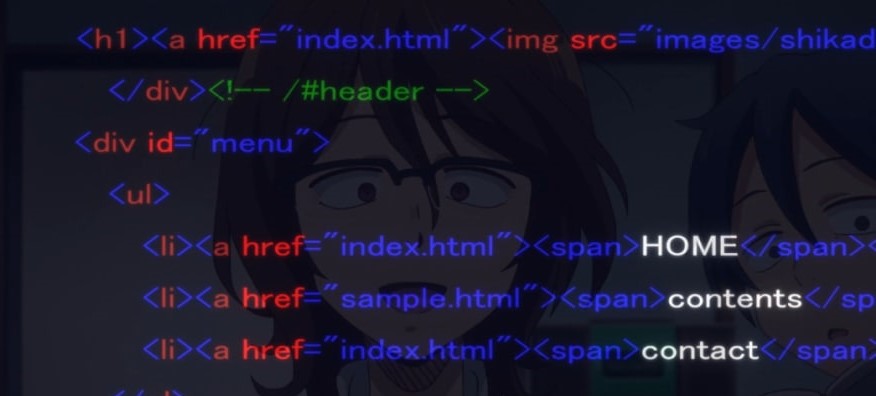 <h1><a href="index.html"><img src="images/shikad
</div><!-- /#header -->
<div id="menu">
<ul>
<li><a href="index.html"><span>HOME</span><
<li><a href="sample.html"><span>contents</sp
<li><a href="index.html"><span>contact</span>